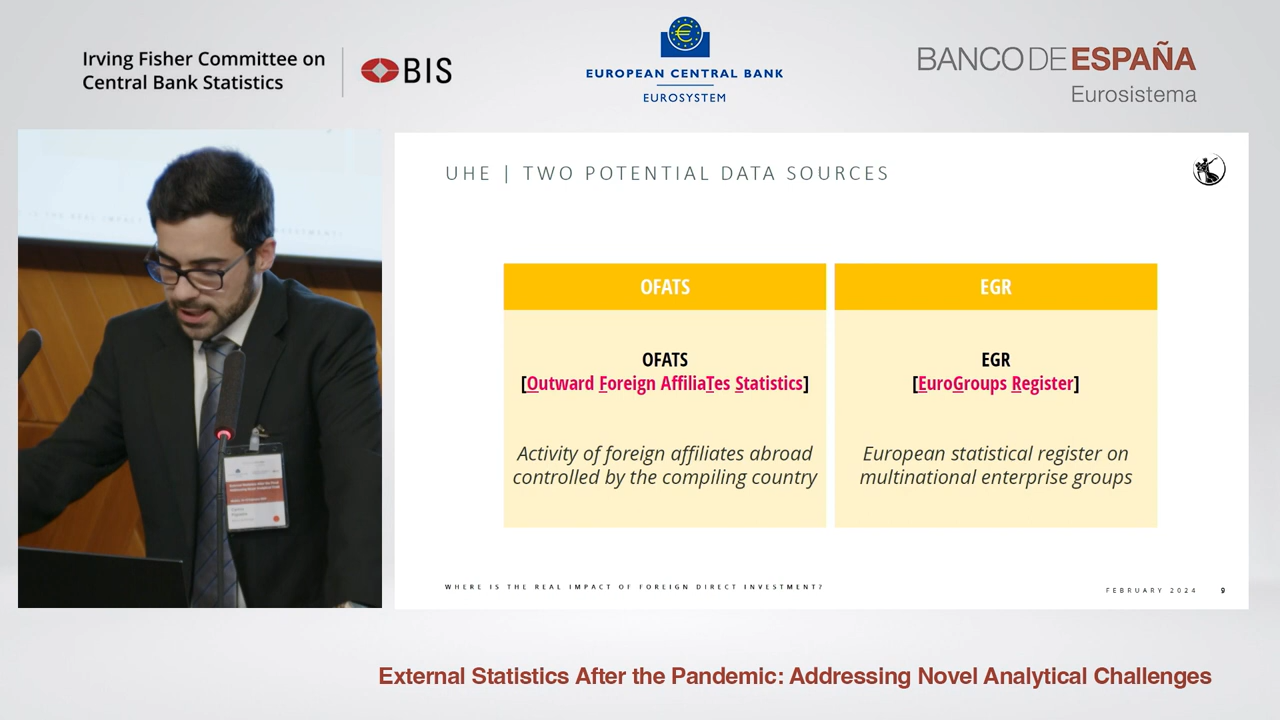 Irving Fisher Committee on
Central Bank Statistics
BIS
EUROPEAN CENTRAL BANK
EUROSYSTEM
BANCODEESPAÑA
Eurosistema
UHE | TWO POTENTIAL DATA SOURCES
OFATS
OFATS
[Outward Foreign AffiliaTes Statistics]
Activity of foreign affiliates abroad
controlled by the compiling country
EGR
EGR
[EuroGroups Register]
European statistical register on
multinational enterprise groups
WHERE IS THE REAL IMPACT OF FOREIGN DIRECT INVESTMENT?
FEBRUARY 2024
9
External Statistics After the Pandemic: Addressing Novel Analytical Challenges